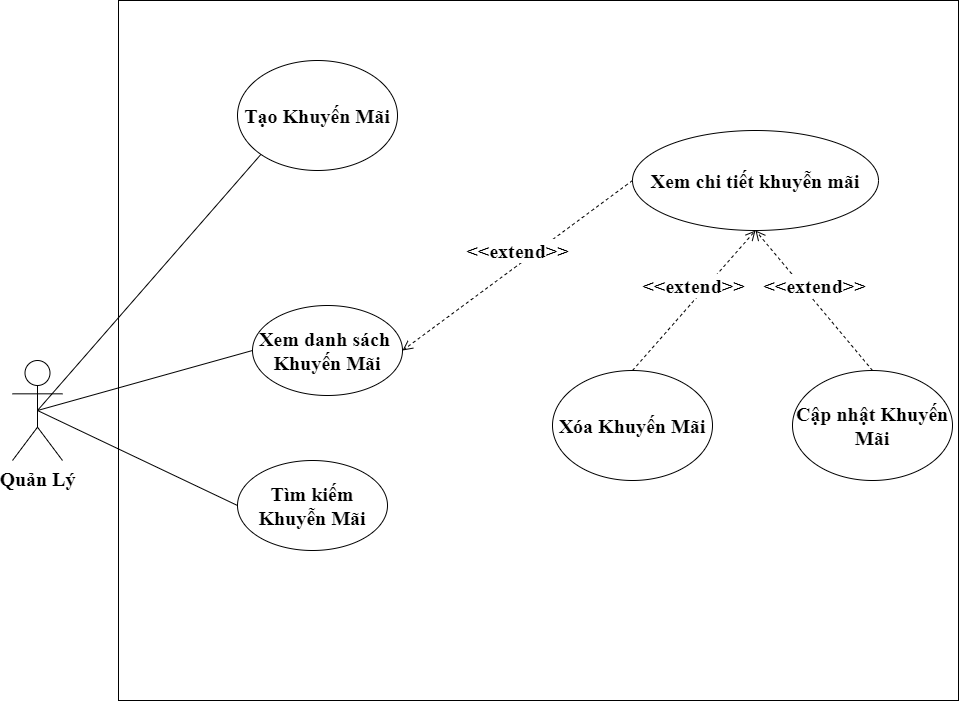 Tạo Khuyến Mãi
Xem chi tiết khuyễn mãi
<<extend>>
<<extend>>
<<extend>>
Xem danh sách
Khuyến Mãi
Xóa Khuyến Mãi
Cập nhật Khuyến
Mãi
Quản Lý
Tìm kiếm
Khuyễn Mãi